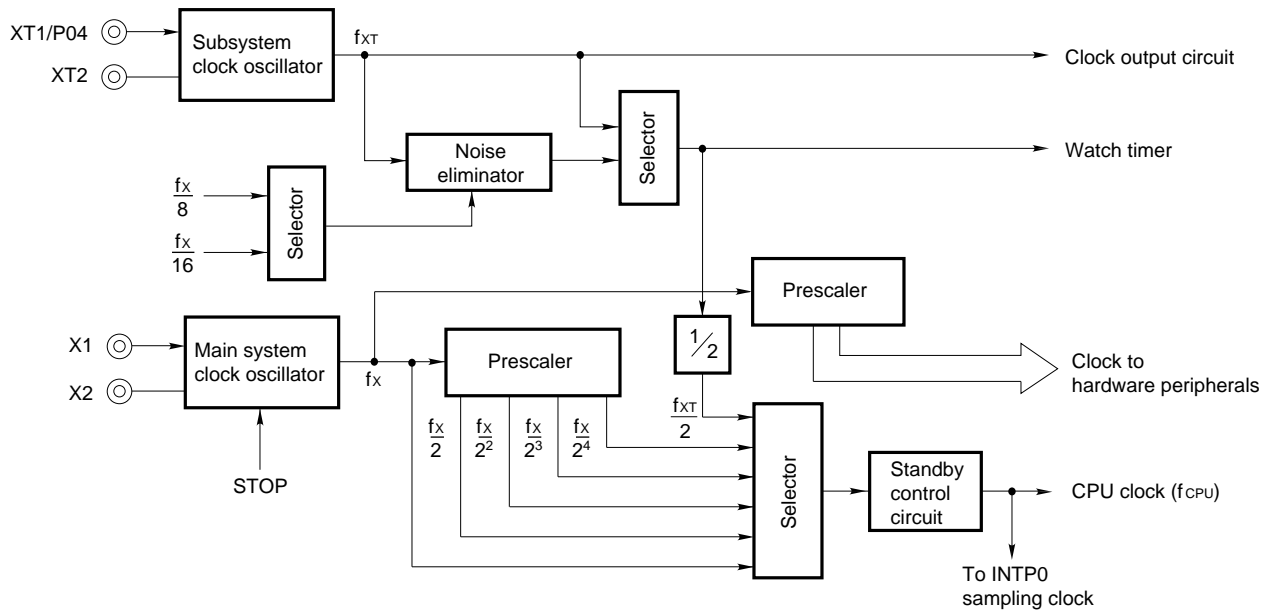 XT1/P04
XT2
Subsystem
clock oscillator
fXT
Clock output circuit
Selector
Noise
eliminator
Watch timer
fX
8
fX
16
Selector
Prescaler
X1
X2
Main system
clock oscillator
fX
Prescaler
1/2
Clock to
hardware peripherals
STOP
fX
2
fX
2²
fX
2³
fX
2⁴
fXT
2
Selector
Standby
control
circuit
CPU clock (fCPU)
To INTP0
sampling clock